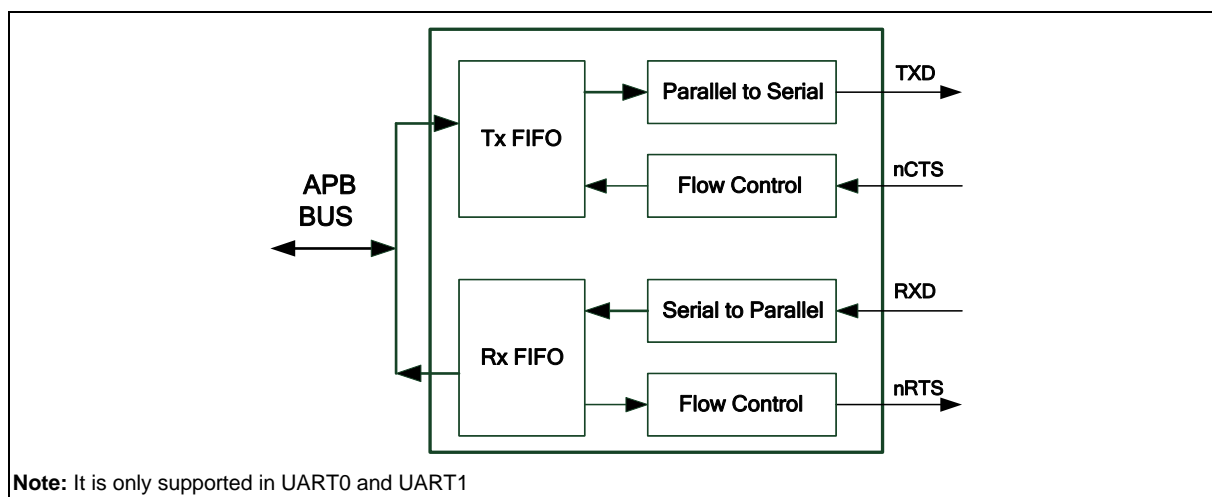 APB
BUS
Tx FIFO
Parallel to Serial
TXD
Flow Control
nCTS
Rx FIFO
Serial to Parallel
RXD
Flow Control
nRTS
Note: It is only supported in UART0 and UART1